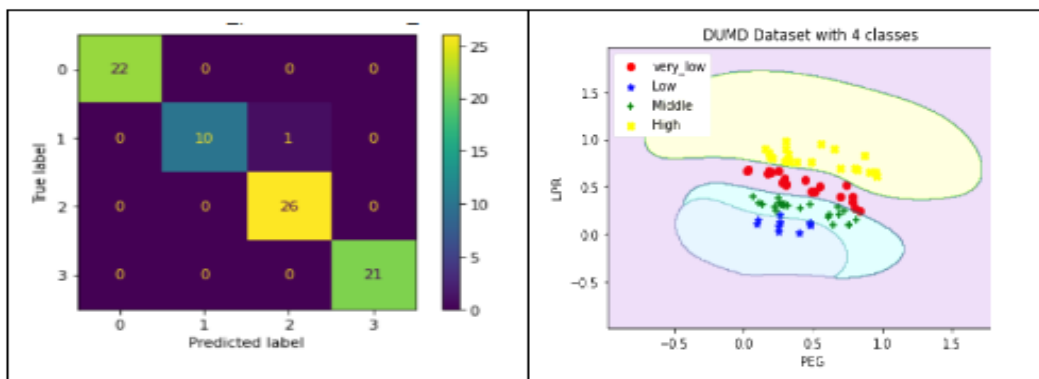 0
1
2
3
True label
22 0 0 0
0 10 1 0
0 0 26 0
0 0 0 21
0 1 2 3
Predicted label
25
20
15
10
5
0
DUMD Dataset with 4 classes
very_low
Low
Middle
High
1.5
1.0
0.5
0.0
−0.5
LPR
−0.5 0.0 0.5 1.0 1.5
PEG